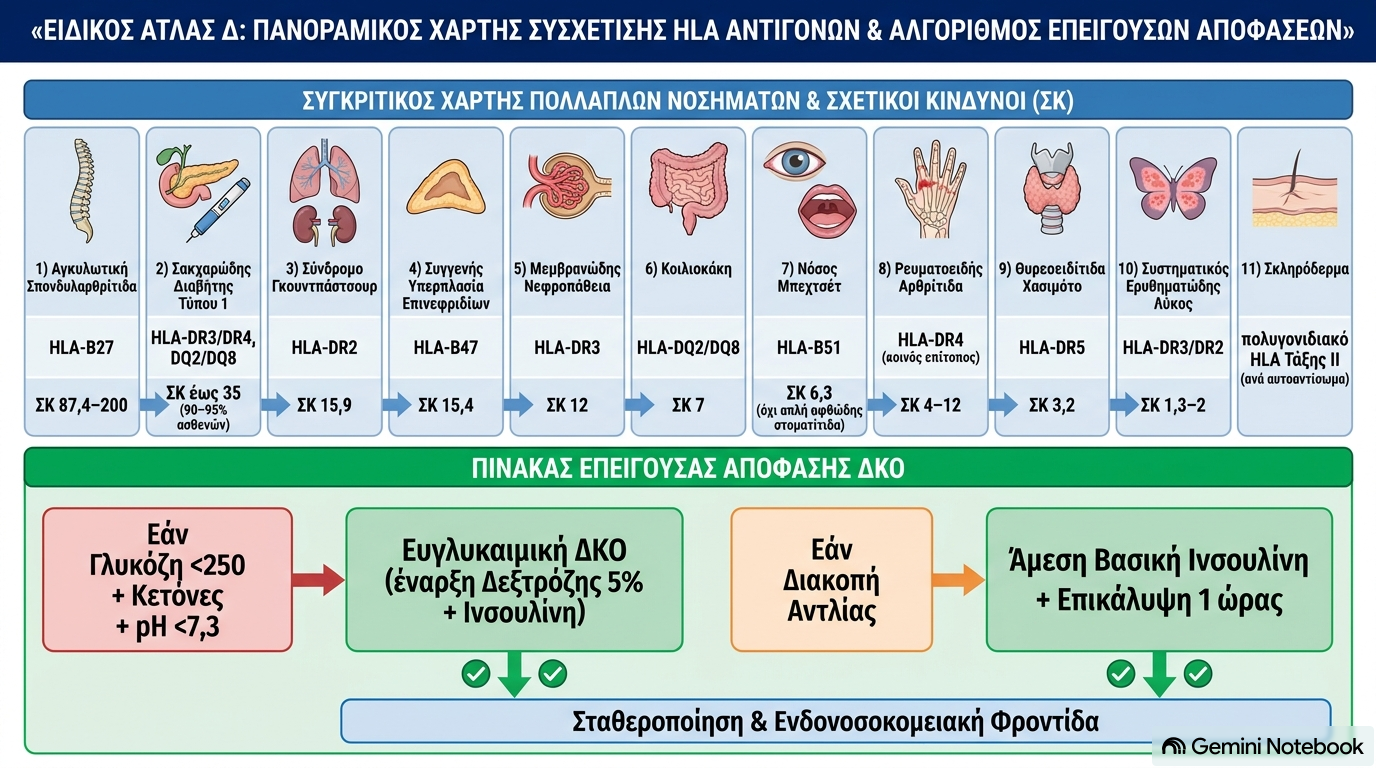 «ΕΙΔΙΚΟΣ ΑΤΛΑΣ Δ: ΠΑΝΟΡΑΜΙΚΟΣ ΧΑΡΤΗΣ ΣΥΣΧΕΤΙΣΗΣ HLA ΑΝΤΙΓΟΝΩΝ & ΑΛΓΟΡΙΘΜΟΣ ΕΠΕΙΓΟΥΣΩΝ ΑΠΟΦΑΣΕΩΝ»
ΣΥΓΚΡΙΤΙΚΟΣ ΧΑΡΤΗΣ ΠΟΛΛΑΠΛΩΝ ΝΟΣΗΜΑΤΩΝ & ΣΧΕΤΙΚΟΙ ΚΙΝΔΥΝΟΙ (ΣΚ)
1) Αγκυλωτική
Σπονδυλαρθρίτιδα
HLA-B27
ΣΚ 87,4–200
2) Σακχαρώδης
Διαβήτης
Τύπου 1
HLA-DR3/DR4,
DQ2/DQ8
ΣΚ έως 35
(90–95%
ασθενών)
3) Σύνδρομο
Γκουντπάστσουρ
HLA-DR2
ΣΚ 15,9
4) Συγγενής
Υπερπλασία
Επινεφριδίων
HLA-B47
ΣΚ 15,4
5) Μεμβρανώδης
Νεφροπάθεια
HLA-DR3
ΣΚ 12
6) Κοιλιοκάκη
HLA-DQ2/DQ8
ΣΚ 7
7) Νόσος
Μπεχτσέτ
HLA-B51
ΣΚ 6,3
(όχι απλή αφθώδης
στοματίτιδα)
8) Ρευματοειδής
Αρθρίτιδα
HLA-DR4
(αοινός επίτοπος)
ΣΚ 4–12
9) Θυρεοειδίτιδα
Χασιμότο
HLA-DR5
ΣΚ 3,2
10) Συστηματικός
Ερυθηματώδης
Λύκος
HLA-DR3/DR2
ΣΚ 1,3–2
11) Σκληρόδερμα
πολυγονιδιακό
HLA Τάξης II
(ανά αυτοαντίσωμα)
ΠΙΝΑΚΑΣ ΕΠΕΙΓΟΥΣΑΣ ΑΠΟΦΑΣΗΣ ΔΚΟ
Εάν
Γλυκόζη <250
+ Κετόνες
+ pH <7,3
Ευγλυκαιμική ΔΚΟ
(έναρξη Δεξτρόζης 5%
+ Ινσουλίνη)
Εάν
Διακοπή
Αντλίας
Άμεση Βασική Ινσουλίνη
+ Επικάλυψη 1 ώρας
Σταθεροποίηση & Ενδονοσοκομειακή Φροντίδα
Gemini Notebook